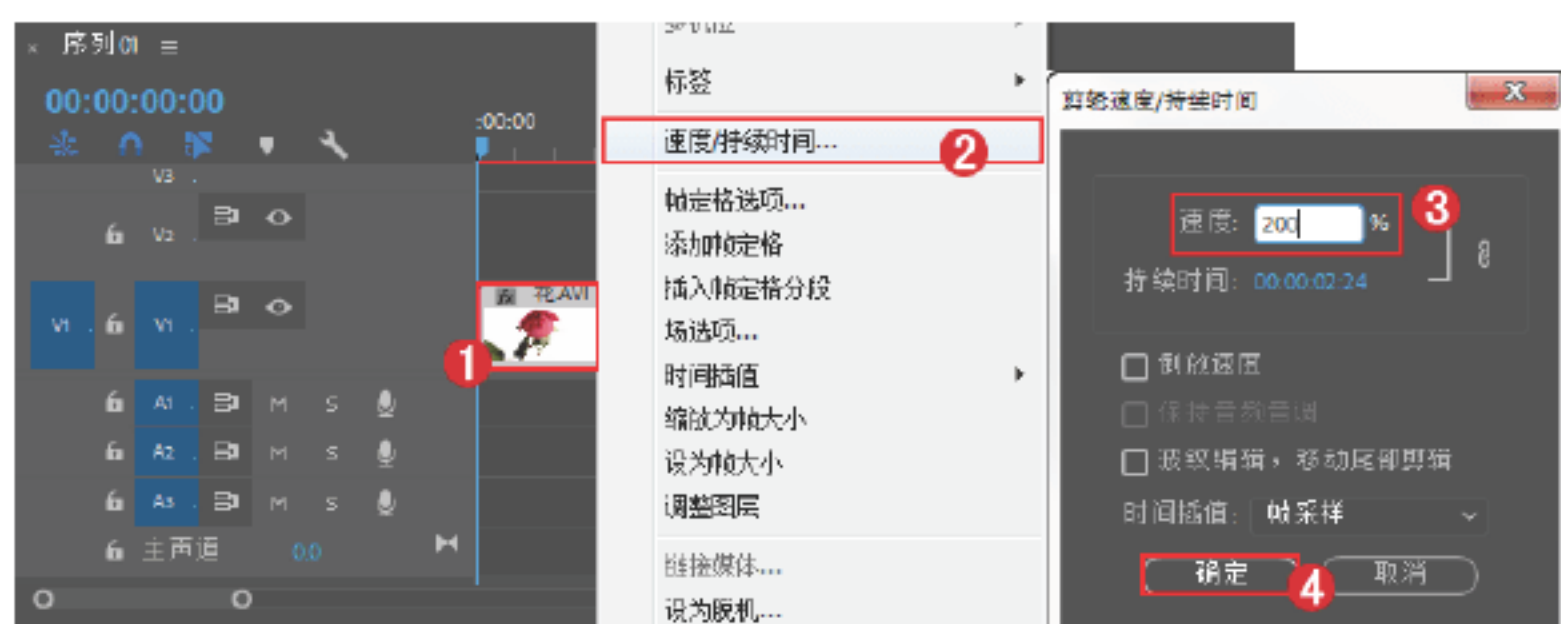 序列 01
00:00:00:00
:00:00
V3
V2
V1 V1
fx 花.AVI
1
A1 M S
A2 M S
A3 M S
主声道 0.0
标签
速度/持续时间...
2
帧定格选项...
添加帧定格
插入帧定格分段
场选项...
时间插值
缩放为帧大小
设为帧大小
调整图层
链接媒体...
设为脱机...
剪辑速度/持续时间
速度: 200 %
3
持续时间: 00:00:02:24
倒放速度
保持音频音调
波纹编辑，移动尾部剪辑
时间插值: 帧采样
确定 取消
4